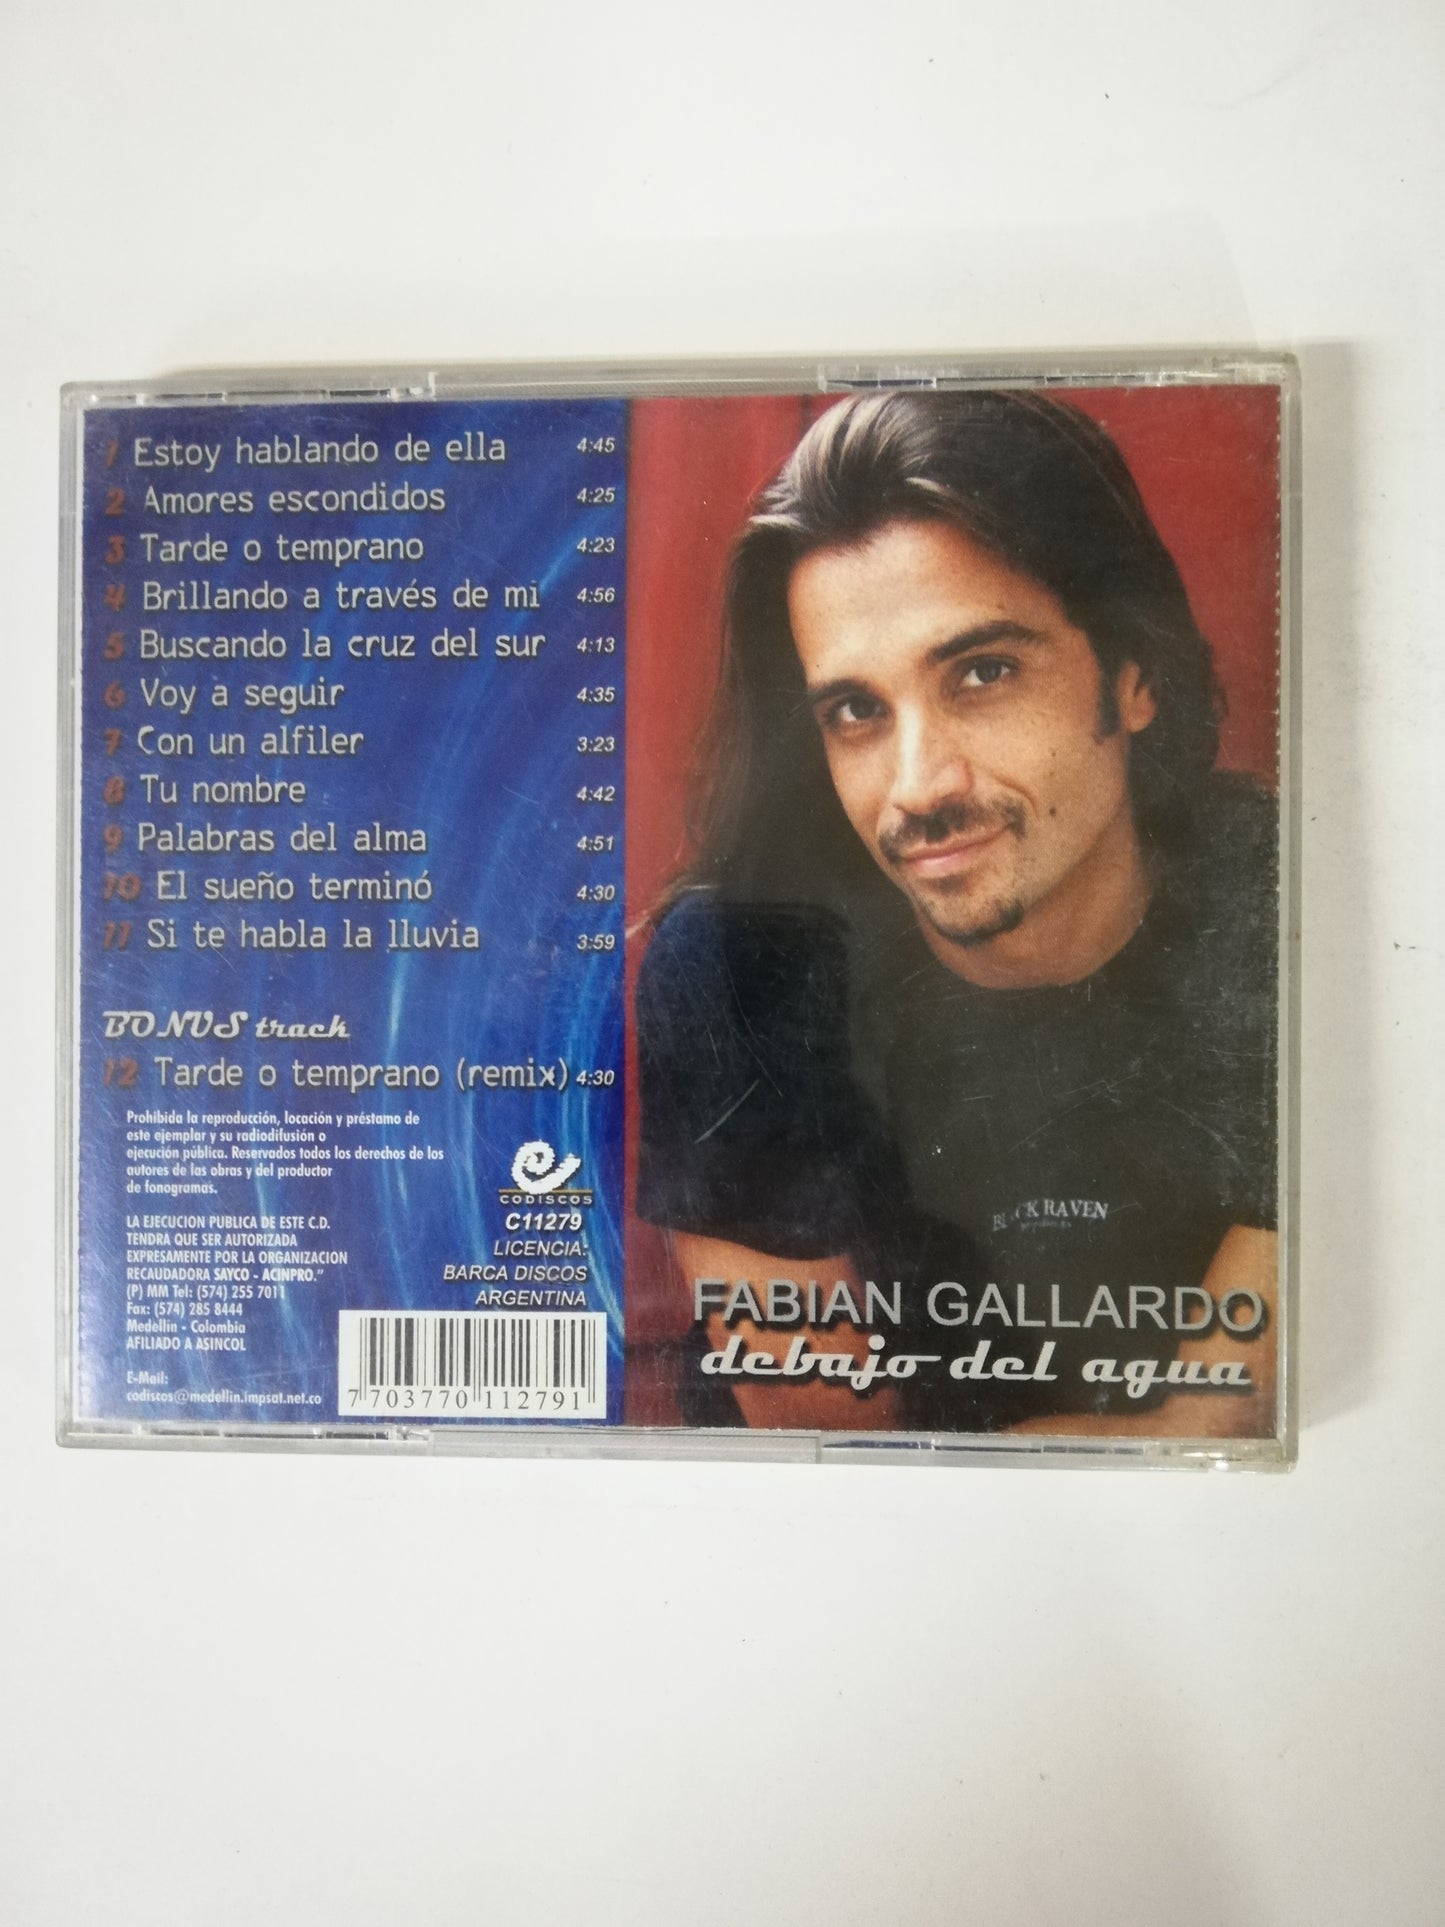 1 Estoy hablando de ella 4:45
2 Amores escondidos 4:25
3 Tarde o temprano 4:23
4 Brillando a través de mi 4:56
5 Buscando la cruz del sur 4:13
6 Voy a seguir 4:35
7 Con un alfiler 3:23
8 Tu nombre 4:42
9 Palabras del alma 4:51
10 El sueño terminó 4:30
11 Si te habla la lluvia 3:59
BONUS track
12 Tarde o temprano (remix) 4:30
Prohibida la reproducción, locación y préstamo de
este ejemplar y su radiodifusión o
ejecución pública. Reservados todos los derechos de los
autores de las obras y del productor
de fonogramas.
LA EJECUCION PUBLICA DE ESTE C.D.
TENDRA QUE SER AUTORIZADA
EXPRESAMENTE POR LA ORGANIZACION
RECAUDADORA SAYCO - ACINPRO."
(P) MM Tel: (574) 255 7011
Fax: (574) 285 8444
Medellin - Colombia
AFILIADO A ASINCOL
E-Mail:
codiscos@medellin.impsat.net.co
CODISCOS
C11279
LICENCIA:
BARCA DISCOS
ARGENTINA
7 703770 112791
BLACK RAVEN
FABIAN GALLARDO
debajo del agua